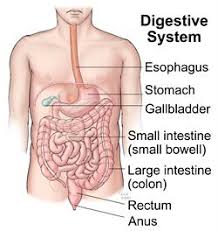 Digestive
System
Esophagus
Stomach
Gallbladder
Small intestine
(small bowell)
Large intestine
(colon)
Rectum
Anus